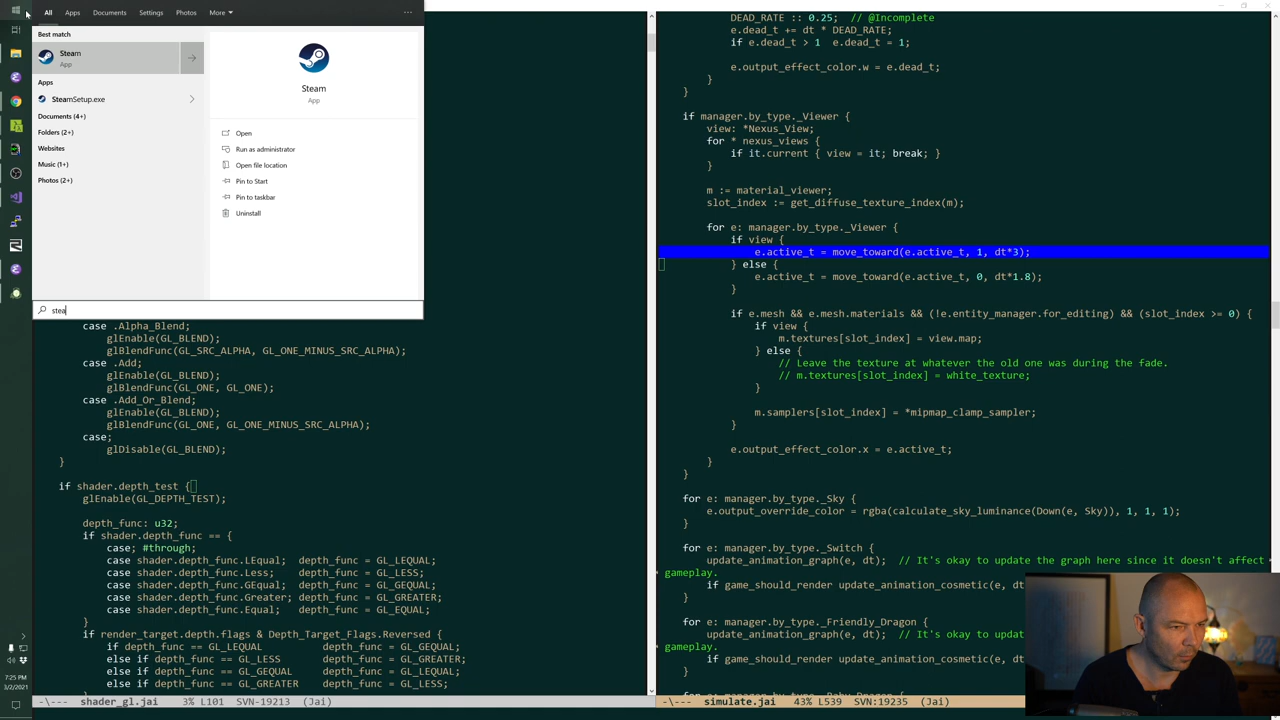 All Apps Documents Settings Photos More
Best match
Steam
App
Apps
SteamSetup.exe
Documents (4+)
Folders (2+)
Websites
Music (1+)
Photos (2+)
Steam
App
Open
Run as administrator
Open file location
Pin to Start
Pin to taskbar
Uninstall
stea
case .Alpha_Blend;
glEnable(GL_BLEND);
glBlendFunc(GL_SRC_ALPHA, GL_ONE_MINUS_SRC_ALPHA);
case .Add;
glEnable(GL_BLEND);
glBlendFunc(GL_ONE, GL_ONE);
case .Add_Or_Blend;
glEnable(GL_BLEND);
glBlendFunc(GL_ONE, GL_ONE_MINUS_SRC_ALPHA);
case;
glDisable(GL_BLEND);
}
if shader.depth_test {
glEnable(GL_DEPTH_TEST);
depth_func: u32;
if shader.depth_func == {
case; #through;
case shader.depth_func.LEqual; depth_func = GL_LEQUAL;
case shader.depth_func.Less; depth_func = GL_LESS;
case shader.depth_func.GEqual; depth_func = GL_GEQUAL;
case shader.depth_func.Greater; depth_func = GL_GREATER;
case shader.depth_func.Equal; depth_func = GL_EQUAL;
}
if render_target.depth.flags & Depth_Target_Flags.Reversed {
if depth_func == GL_LEQUAL depth_func = GL_GEQUAL;
else if depth_func == GL_LESS depth_func = GL_GREATER;
else if depth_func == GL_GEQUAL depth_func = GL_LEQUAL;
else if depth_func == GL_GREATER depth_func = GL_LESS;
-\--- shader_gl.jai 3% L101 SVN-19213 (Jai)
DEAD_RATE :: 0.25; // @Incomplete
e.dead_t += dt * DEAD_RATE;
if e.dead_t > 1 e.dead_t = 1;
e.output_effect_color.w = e.dead_t;
}
}
if manager.by_type._Viewer {
view: *Nexus_View;
for * nexus_views {
if it.current { view = it; break; }
}
m := material_viewer;
slot_index := get_diffuse_texture_index(m);
for e: manager.by_type._Viewer {
if view {
e.active_t = move_toward(e.active_t, 1, dt*3);
} else {
e.active_t = move_toward(e.active_t, 0, dt*1.8);
}
if e.mesh && e.mesh.materials && (!e.entity_manager.for_editing) && (slot_index >= 0) {
if view {
m.textures[slot_index] = view.map;
} else {
// Leave the texture at whatever the old one was during the fade.
// m.textures[slot_index] = white_texture;
}
m.samplers[slot_index] = *mipmap_clamp_sampler;
}
e.output_effect_color.x = e.active_t;
}
}
for e: manager.by_type._Sky {
e.output_override_color = rgba(calculate_sky_luminance(Down(e, Sky)), 1, 1, 1);
}
for e: manager.by_type._Switch {
update_animation_graph(e, dt); // It's okay to update the graph here since it doesn't affect
gameplay.
if game_should_render update_animation_cosmetic(e,
}
for e: manager.by_type._Friendly_Dragon {
update_animation_graph(e, dt); // It's okay to upd
gameplay.
if game_should_render update_animation_cosmetic(e,
}
-\--- simulate.jai 43% L539 SVN:19235 (Jai)
7:25 PM
3/2/2021